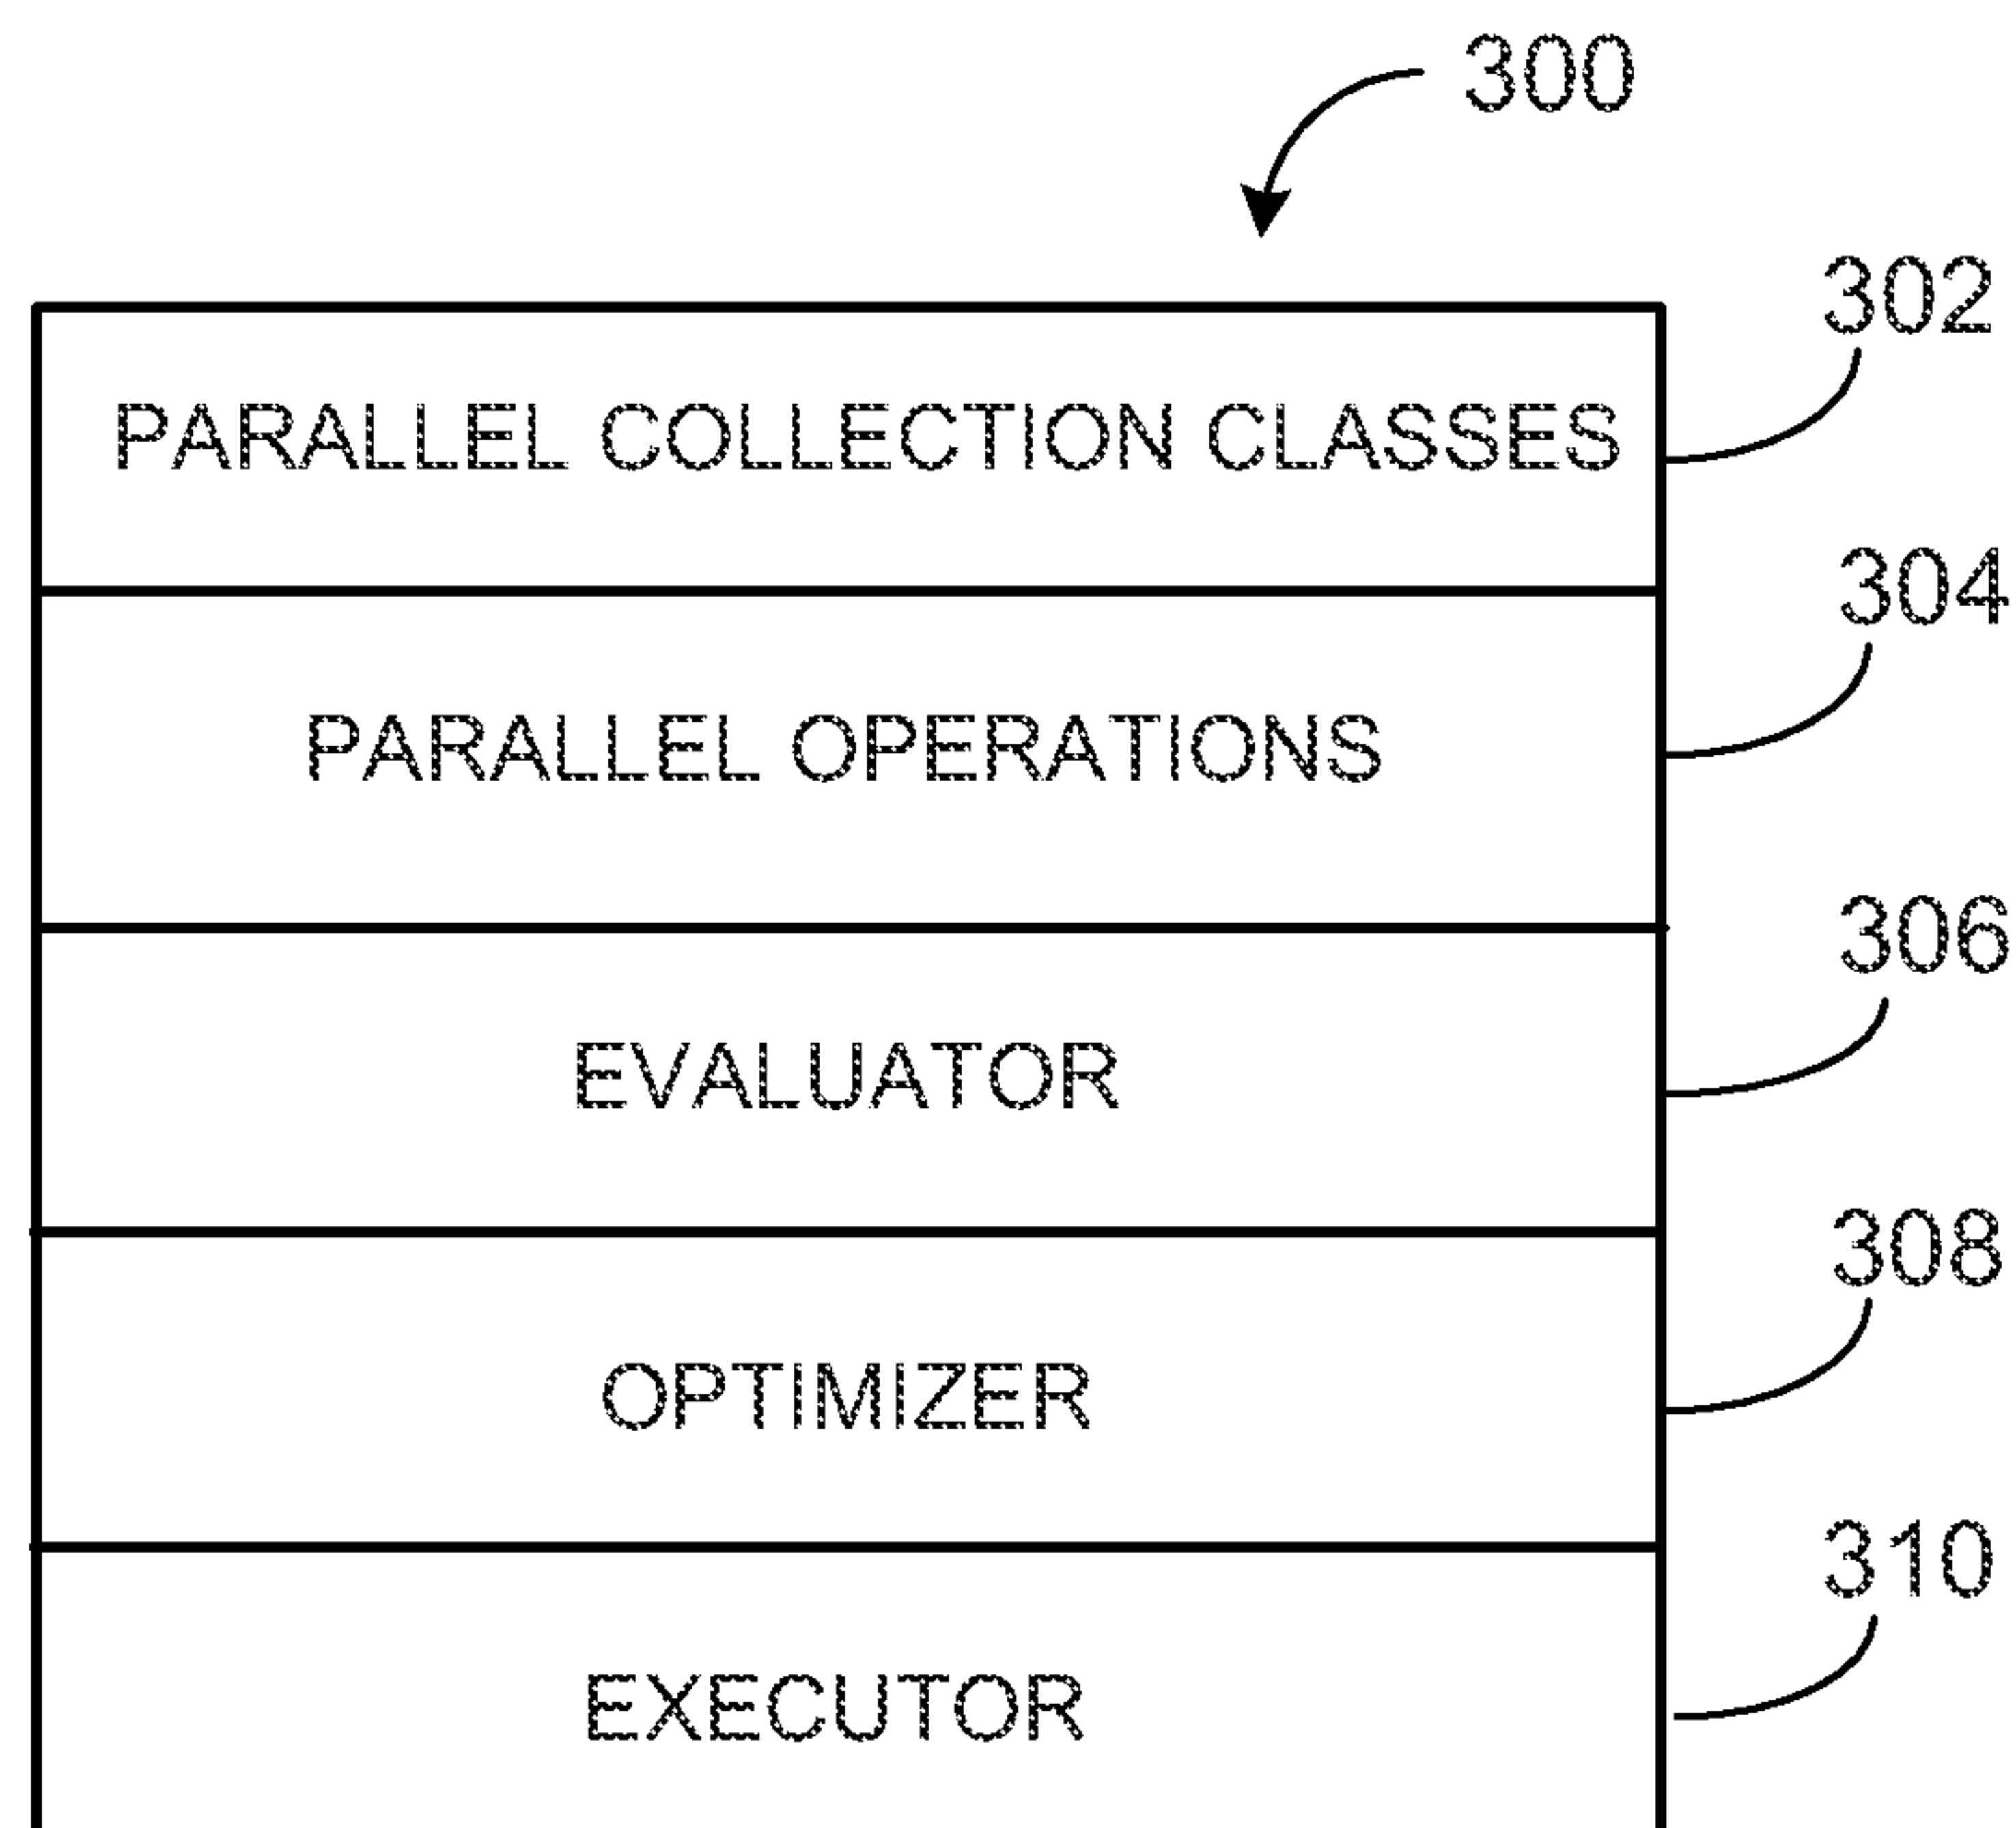 300
302
PARALLEL COLLECTION CLASSES
304
PARALLEL OPERATIONS
306
EVALUATOR
308
OPTIMIZER
310
EXECUTOR